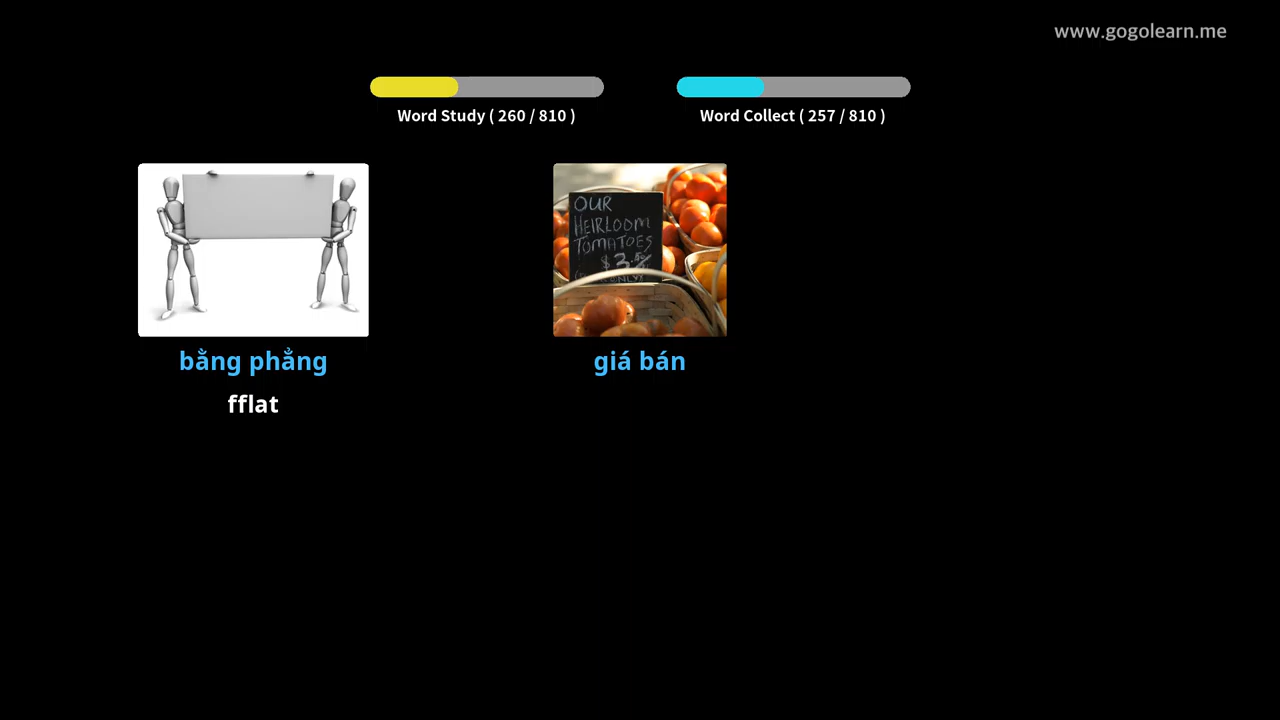 www.gogolearn.me
Word Study ( 260 / 810 )
Word Collect ( 257 / 810 )
OUR
HEIRLOOM
TOMATOES
bằng phẳng
giá bán
fflat